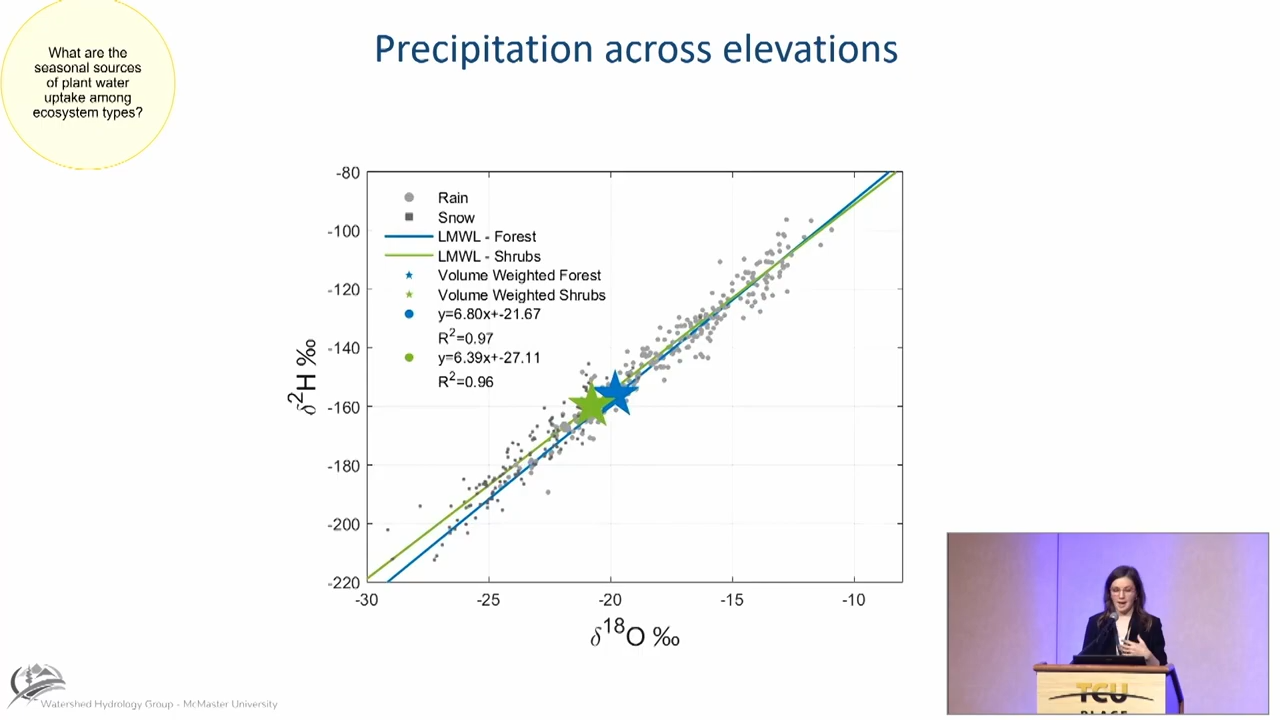 What are the
seasonal sources
of plant water
uptake among
ecosystem types?
Precipitation across elevations
Rain
Snow
LMWL - Forest
LMWL - Shrubs
Volume Weighted Forest
Volume Weighted Shrubs
y=6.80x+-21.67
R²=0.97
y=6.39x+-27.11
R²=0.96
-80
-100
-120
-140
-160
-180
-200
-220
δ²H ‰
-30 -25 -20 -15 -10
δ¹⁸O ‰
Watershed Hydrology Group - McMaster University
TCU
PLACE